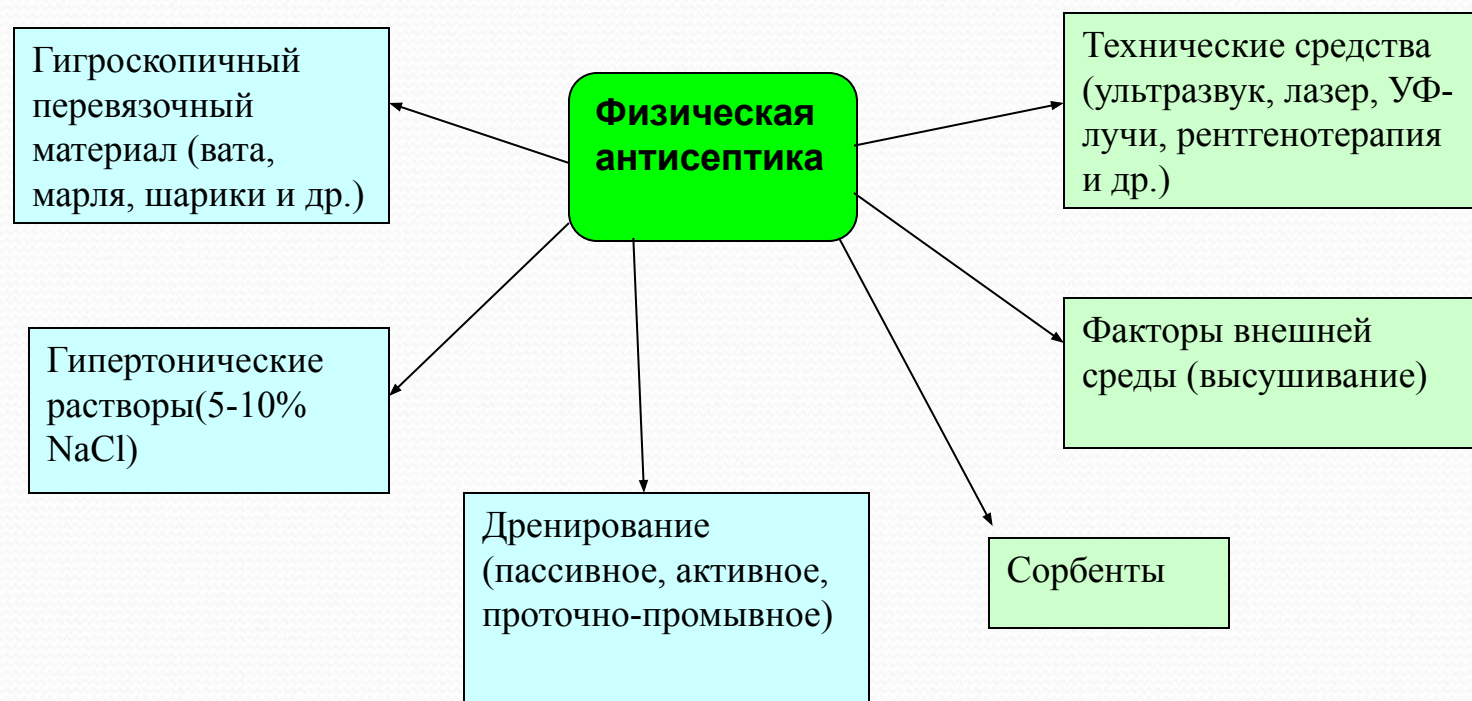 Гигроскопичный
перевязочный
материал (вата,
марля, шарики и др.)
Физическая
антисептика
Технические средства
(ультразвук, лазер, УФ-
лучи, рентгенотерапия
и др.)
Гипертонические
растворы(5-10%
NaCl)
Факторы внешней
среды (высушивание)
Дренирование
(пассивное, активное,
проточно-промывное)
Сорбенты